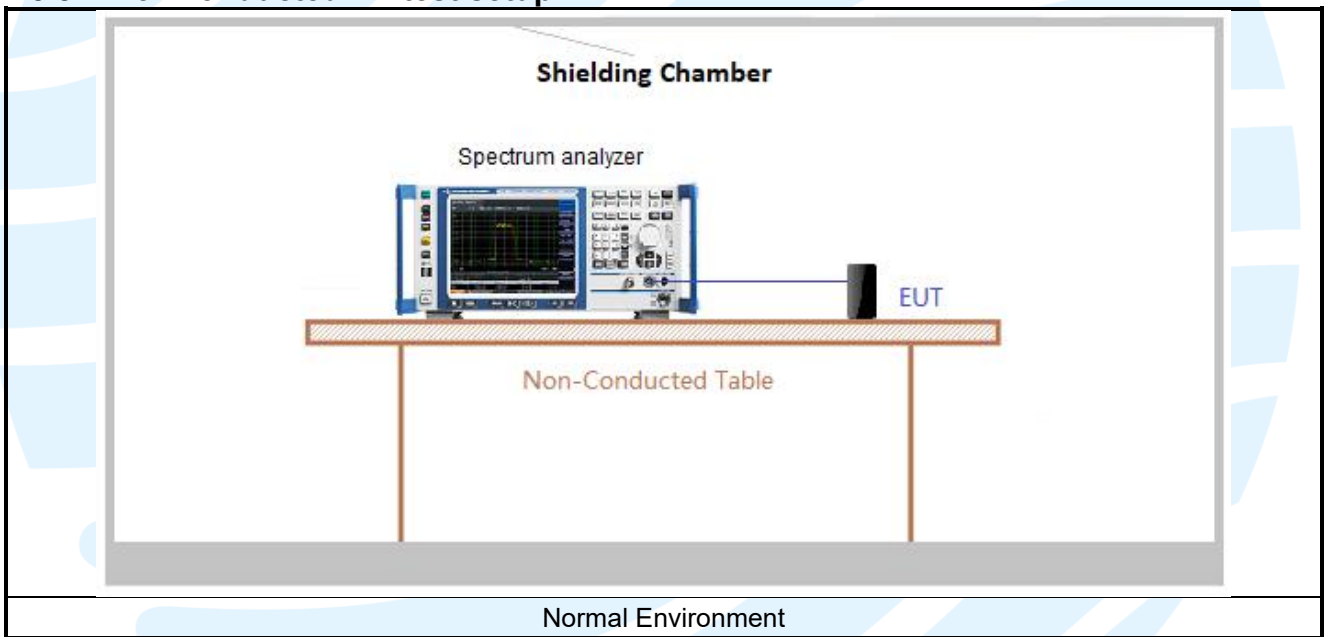 Shielding Chamber
Spectrum analyzer
EUT
Non-Conducted Table
Normal Environment